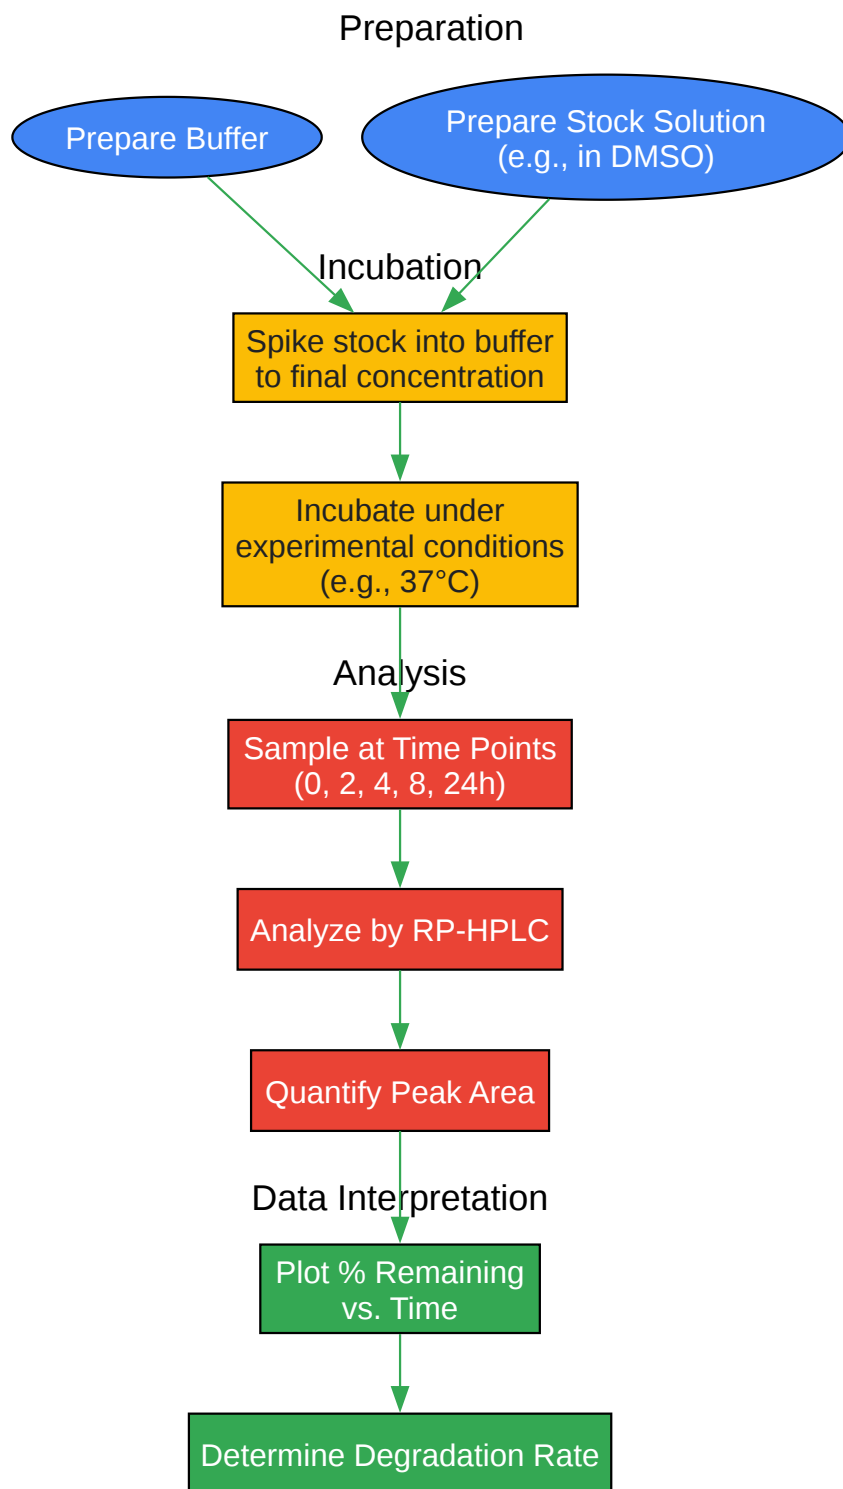 Preparation
Prepare Buffer
Prepare Stock Solution
(e.g., in DMSO)
Incubation
Spike stock into buffer
to final concentration
Incubate under
experimental conditions
(e.g., 37°C)
Analysis
Sample at Time Points
(0, 2, 4, 8, 24h)
Analyze by RP-HPLC
Quantify Peak Area
Data Interpretation
Plot % Remaining
vs. Time
Determine Degradation Rate